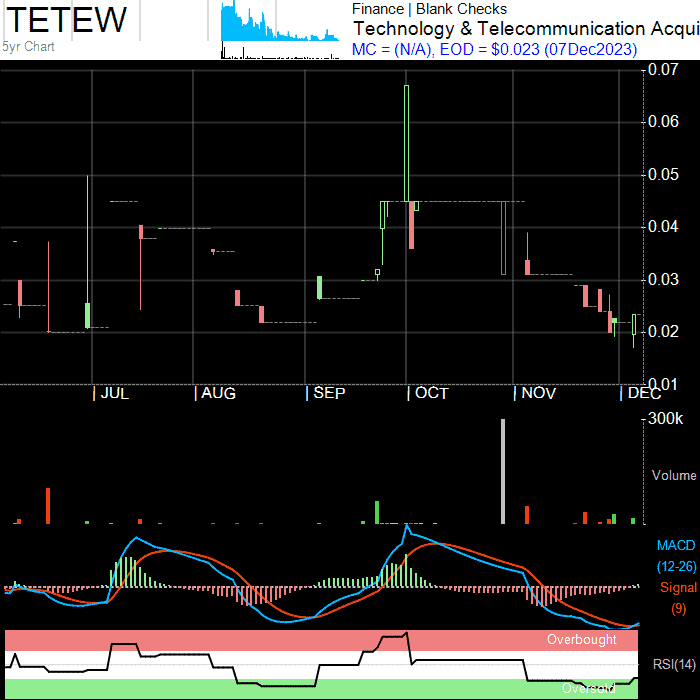 TETEW
5yr Chart
Finance | Blank Checks
Technology & Telecommunication Acqui
MC = (N/A), EOD = $0.023 (07Dec2023)
0.07
0.06
0.05
0.04
0.03
0.02
0.01
| JUL | AUG | SEP | OCT | NOV | DEC
300k
Volume
MACD
(12-26)
Signal
(9)
Overbought
RSI(14)
Oversold